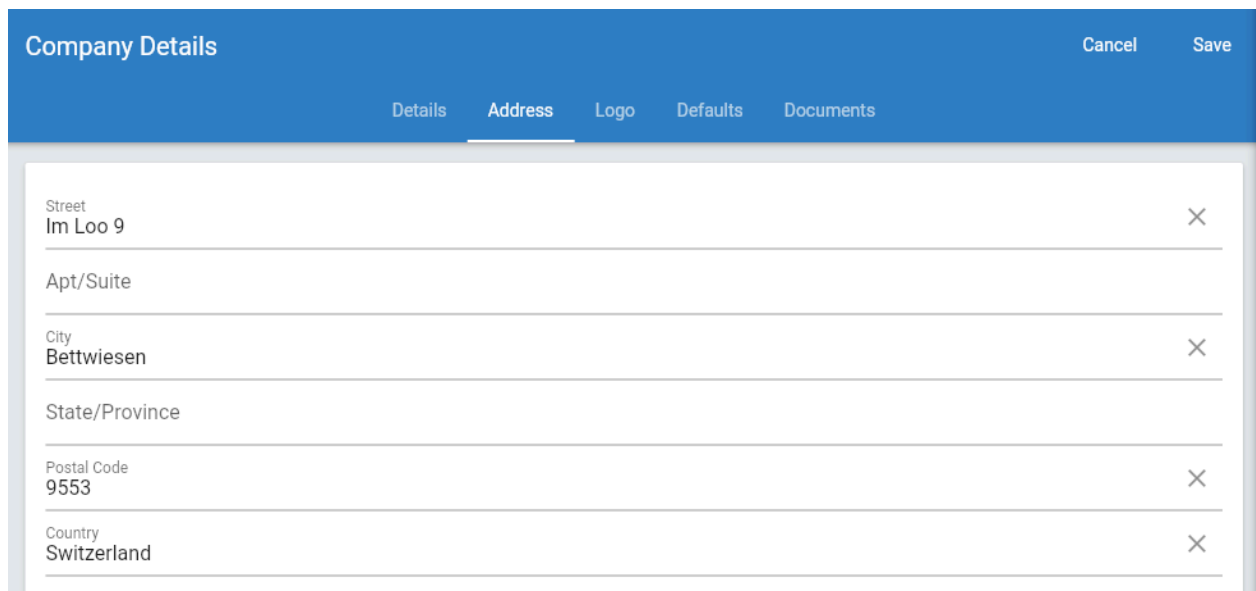 Company Details
Cancel
Save
Details
Address
Logo
Defaults
Documents
Street
Im Loo 9
Apt/Suite
City
Bettwiesen
State/Province
Postal Code
9553
Country
Switzerland